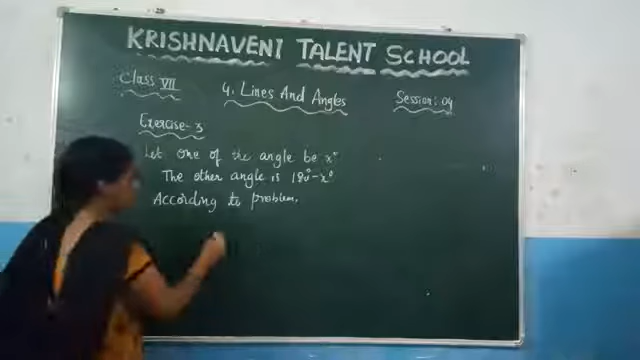 KRISHNAVENI TALENT SCHOOL
Class VII
4. Lines And Angles
Session: 04
Exercise-3
Let one of the angle be x°
The other angle is 180°-x°
According to problem,